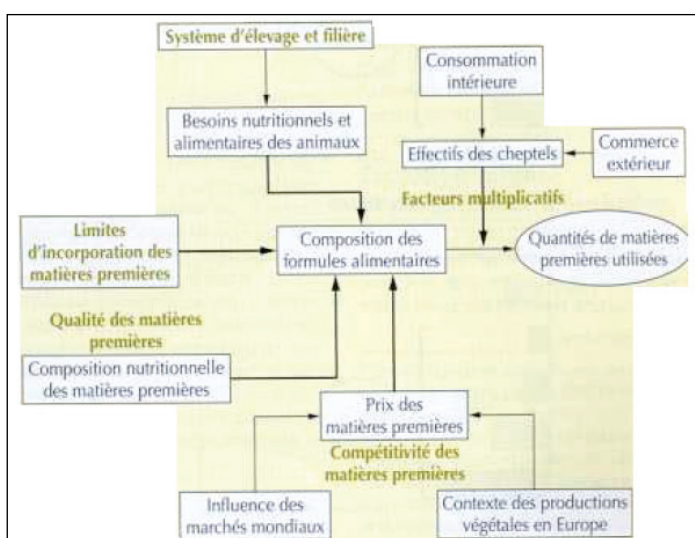 Système d'élevage et filière
Consommation
intérieure
Besoins nutritionnels et
alimentaires des animaux
Effectifs des cheptels
Commerce
extérieur
Facteurs multiplicatifs
Limites
d'incorporation des
matières premières
Composition des
formules alimentaires
Quantités de matières
premières utilisées
Qualité des matières
premières
Composition nutritionnelle
des matières premières
Prix des
matières premières
Compétitivité des
matières premières
Influence des
marchés mondiaux
Contexte des productions
végétales en Europe